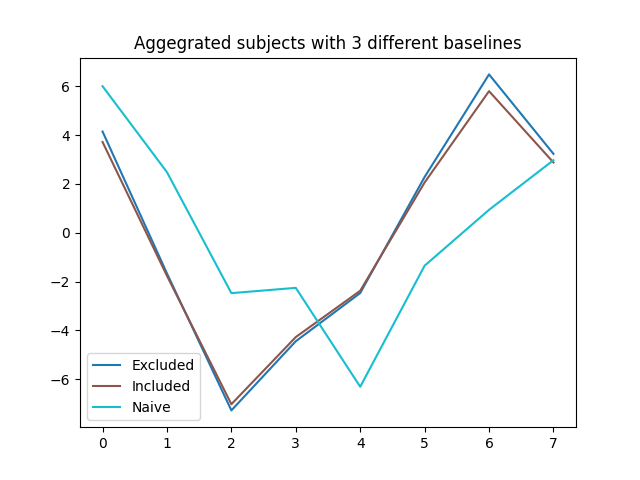 Aggegrated subjects with 3 different baselines
6
4
2
0
−2
−4
−6
Excluded
Included
Naive
0 1 2 3 4 5 6 7